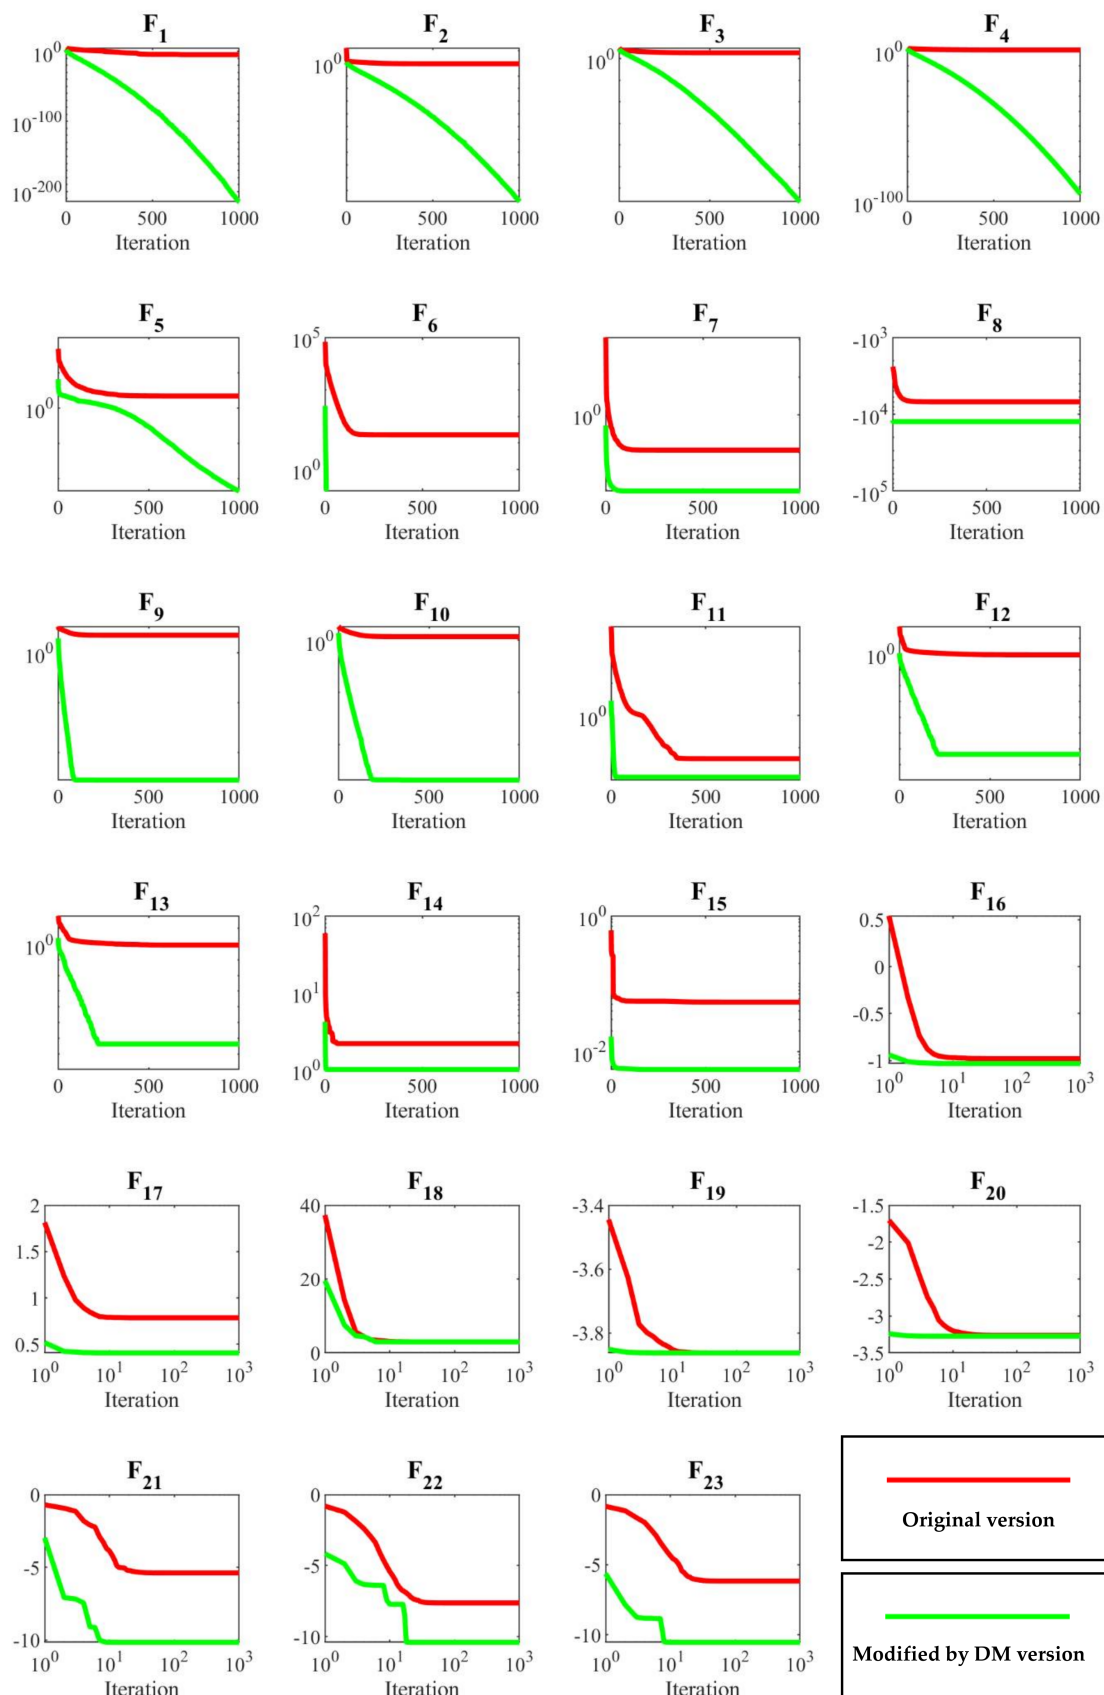 F1 F2 F3 F4
10^0 10^-100 10^-200 10^0 10^0 10^0 10^-100
0 500 1000 0 500 1000 0 500 1000 0 500 1000
Iteration Iteration Iteration Iteration
F5 F6 F7 F8
10^0 10^5 10^0 10^0 -10^3 -10^4 -10^5
0 500 1000 0 500 1000 0 500 1000 0 500 1000
Iteration Iteration Iteration Iteration
F9 F10 F11 F12
10^0 10^0 10^0 10^0
0 500 1000 0 500 1000 0 500 1000 0 500 1000
Iteration Iteration Iteration Iteration
F13 F14 F15 F16
10^0 10^2 10^1 10^0 10^0 10^-2 0.5 0 -0.5 -1
0 500 1000 0 500 1000 0 500 1000 10^0 10^1 10^2 10^3
Iteration Iteration Iteration Iteration
F17 F18 F19 F20
2 1.5 1 0.5 40 20 0 -3.4 -3.6 -3.8 -1.5 -2 -2.5 -3 -3.5
10^0 10^1 10^2 10^3 10^0 10^1 10^2 10^3 10^0 10^1 10^2 10^3 10^0 10^1 10^2 10^3
Iteration Iteration Iteration Iteration
F21 F22 F23
0 -5 -10 0 -5 -10 0 -5 -10
10^0 10^1 10^2 10^3 10^0 10^1 10^2 10^3 10^0 10^1 10^2 10^3
Iteration Iteration Iteration
Original version
Modified by DM version